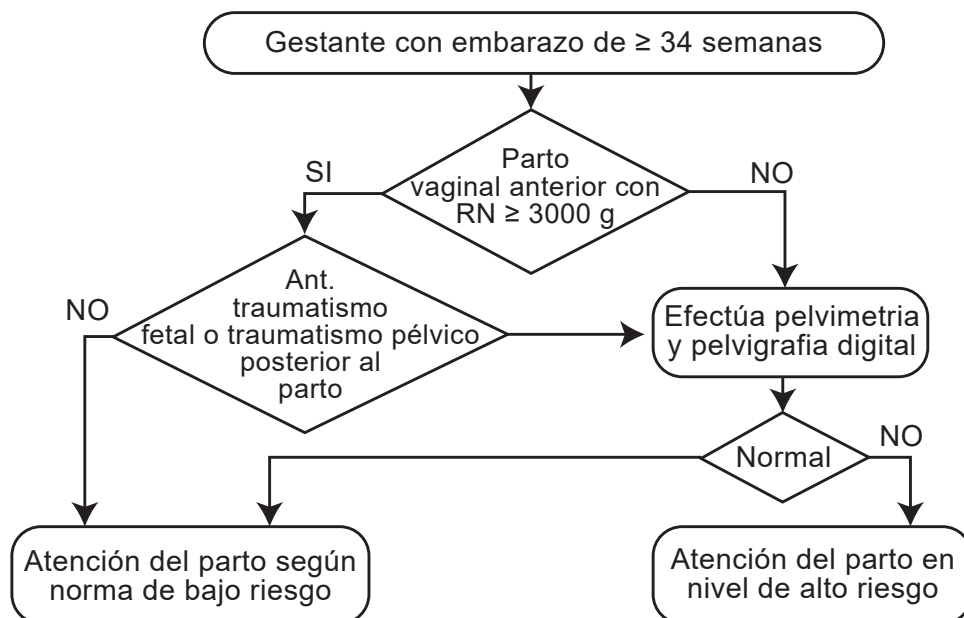 Gestante con embarazo de ≥ 34 semanas
Parto
vaginal anterior con
RN ≥ 3000 g
SI
NO
Ant.
traumatismo
fetal o traumatismo pélvico
posterior al
parto
NO
Efectúa pelvimetria
y pelvigrafia digital
Normal
NO
Atención del parto según
norma de bajo riesgo
Atención del parto en
nivel de alto riesgo